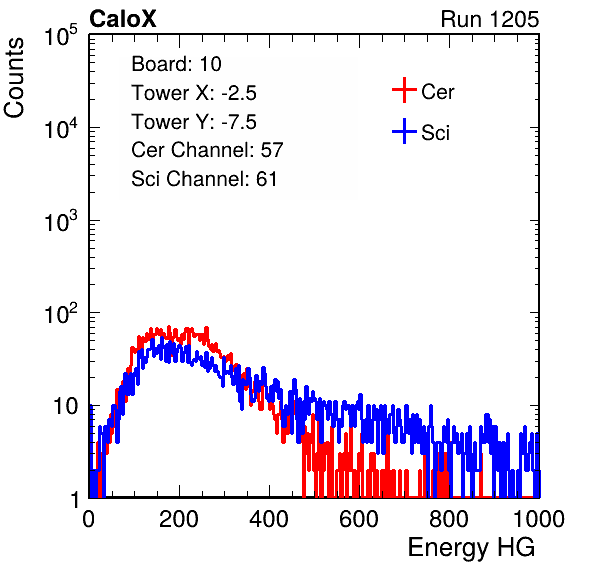 CaloX Run 1205
Counts
10^5
10^4
10^3
10^2
10
1
Board: 10
Tower X: -2.5
Tower Y: -7.5
Cer Channel: 57
Sci Channel: 61
Cer
Sci
0 200 400 600 800 1000
Energy HG